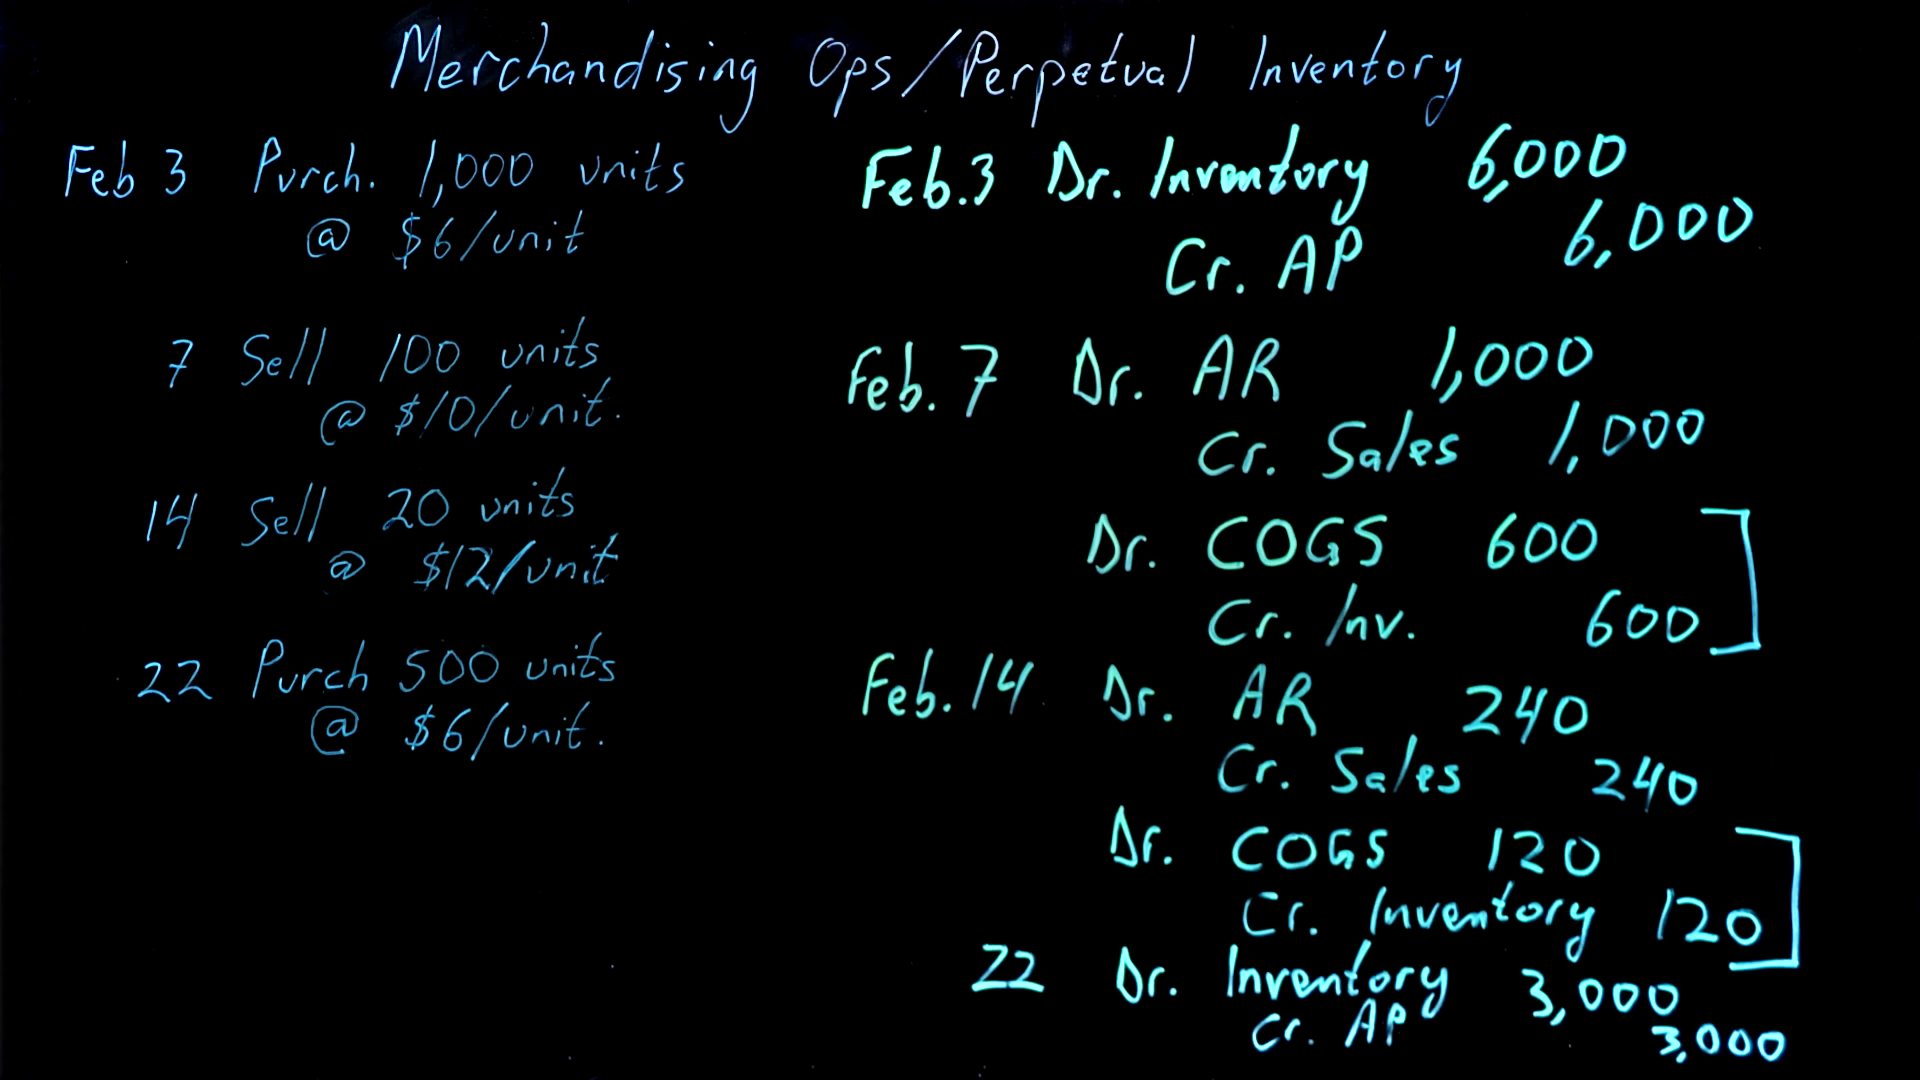 Merchandising Ops/Perpetual Inventory
Feb 3 Purch. 1,000 units
@ $6/unit
7 Sell 100 units
@ $10/unit.
14 Sell 20 units
@ $12/unit
22 Purch 500 units
@ $6/unit.
Feb.3 Dr. Inventory 6,000
Cr. AP 6,000
Feb. 7 Dr. AR 1,000
Cr. Sales 1,000
Dr. COGS 600
Cr. Inv. 600
Feb. 14 Dr. AR 240
Cr. Sales 240
Dr. COGS 120
Cr. Inventory 120
22 Dr. Inventory 3,000
Cr. AP 3,000